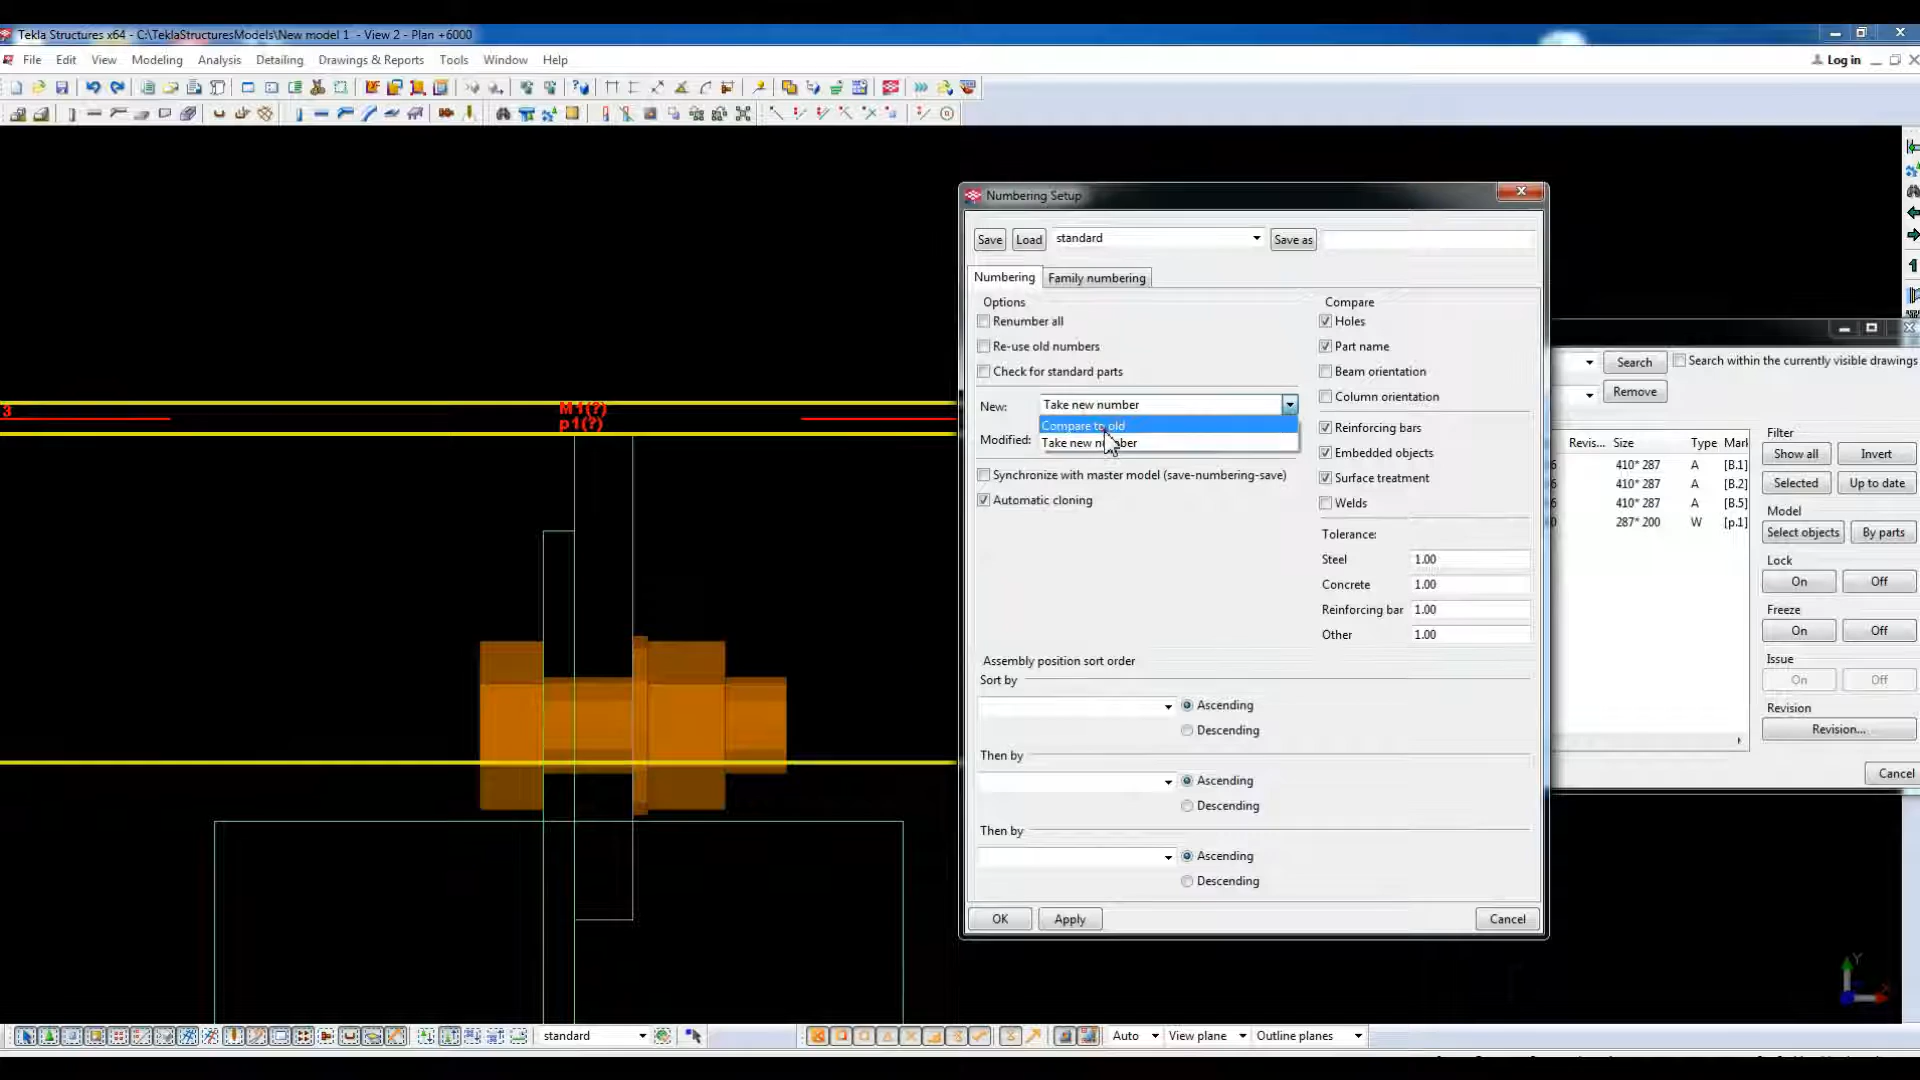 Tekla Structures x64 - C:\TeklaStructuresModels\New model 1 - View 2 - Plan +6000
File Edit View Modeling Analysis Detailing Drawings & Reports Tools Window Help
Log in
Numbering Setup
Save Load standard Save as
Numbering Family numbering
Options
Renumber all
Re-use old numbers
Check for standard parts
New: Take new number
Compare to old
Take new number
Modified:
Synchronize with master model (save-numbering-save)
Automatic cloning
Compare
Holes
Part name
Beam orientation
Column orientation
Reinforcing bars
Embedded objects
Surface treatment
Welds
Tolerance:
Steel 1.00
Concrete 1.00
Reinforcing bar 1.00
Other 1.00
Assembly position sort order
Sort by
Ascending
Descending
Then by
Ascending
Descending
Then by
Ascending
Descending
OK Apply Cancel
3
M1(?)
p1(?)
Search Search within the currently visible drawings
Remove
Revis... Size Type Mark
6 410* 287 A [B.1]
6 410* 287 A [B.2]
6 410* 287 A [B.5]
0 287* 200 W [p.1]
Filter
Show all Invert
Selected Up to date
Model
Select objects By parts
Lock
On Off
Freeze
On Off
Issue
On Off
Revision
Revision...
Cancel
Y
standard Auto View plane Outline planes